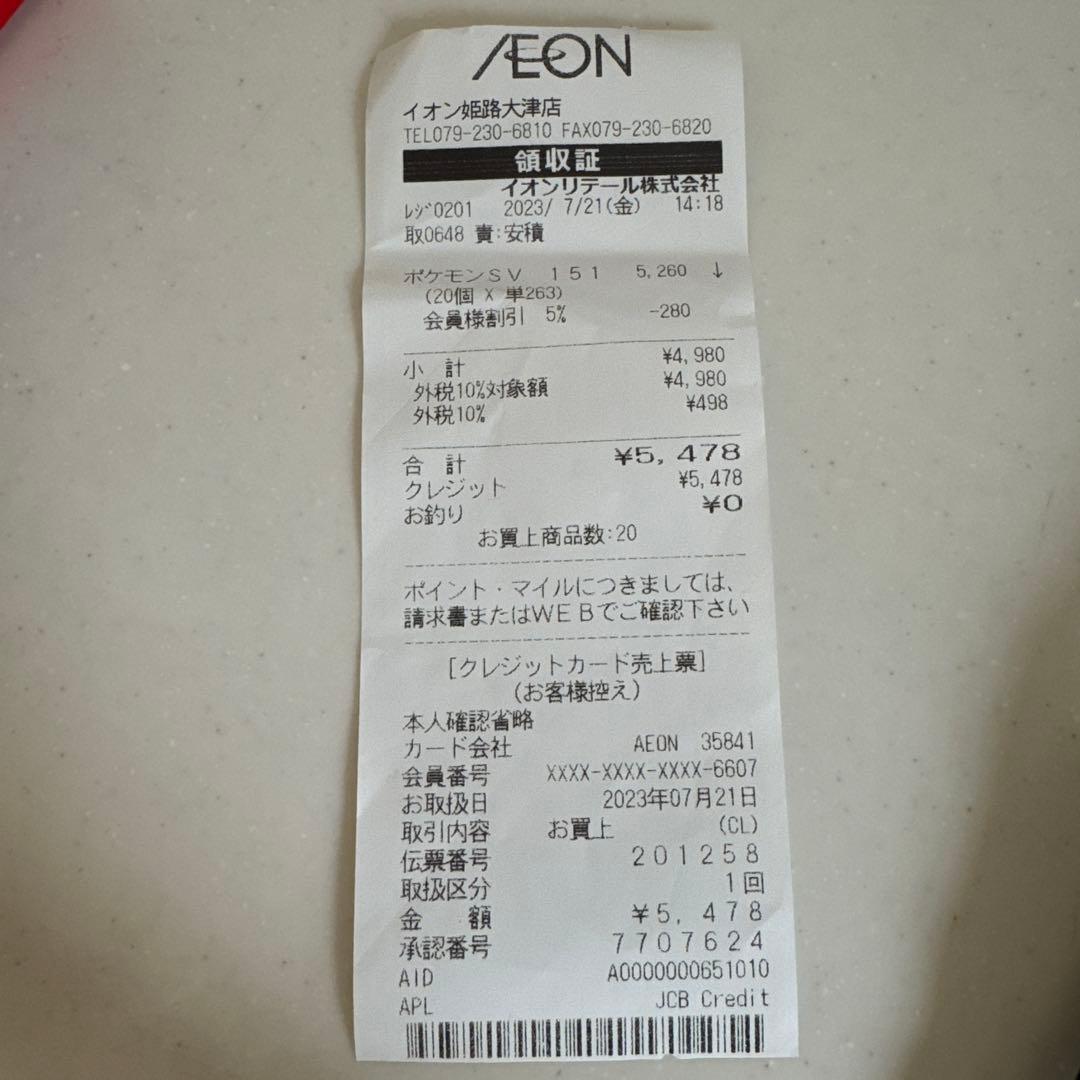 ÆON
イオン姫路大津店
TEL079-230-6810 FAX079-230-6820
領収証
イオンリテール株式会社
ﾚｼﾞ0201 2023/ 7/21(金) 14:18
取0648 責:安積
ポケモンSV 151 5,260 ↓
(20個 X 単263)
会員様割引 5% -280
小 計 ¥4,980
外税10%対象額 ¥4,980
外税10% ¥498
合 計 ¥5,478
クレジット ¥5,478
お釣り ¥0
お買上商品数:20
ポイント・マイルにつきましては、
請求書またはWEBでご確認下さい
[クレジットカード売上票]
(お客様控え)
本人確認省略
カード会社 AEON 35841
会員番号 XXXX-XXXX-XXXX-6607
お取扱日 2023年07月21日
取引内容 お買上 (CL)
伝票番号 201258
取扱区分 1回
金 額 ¥5,478
承認番号 7707624
AID A0000000651010
APL JCB Credit